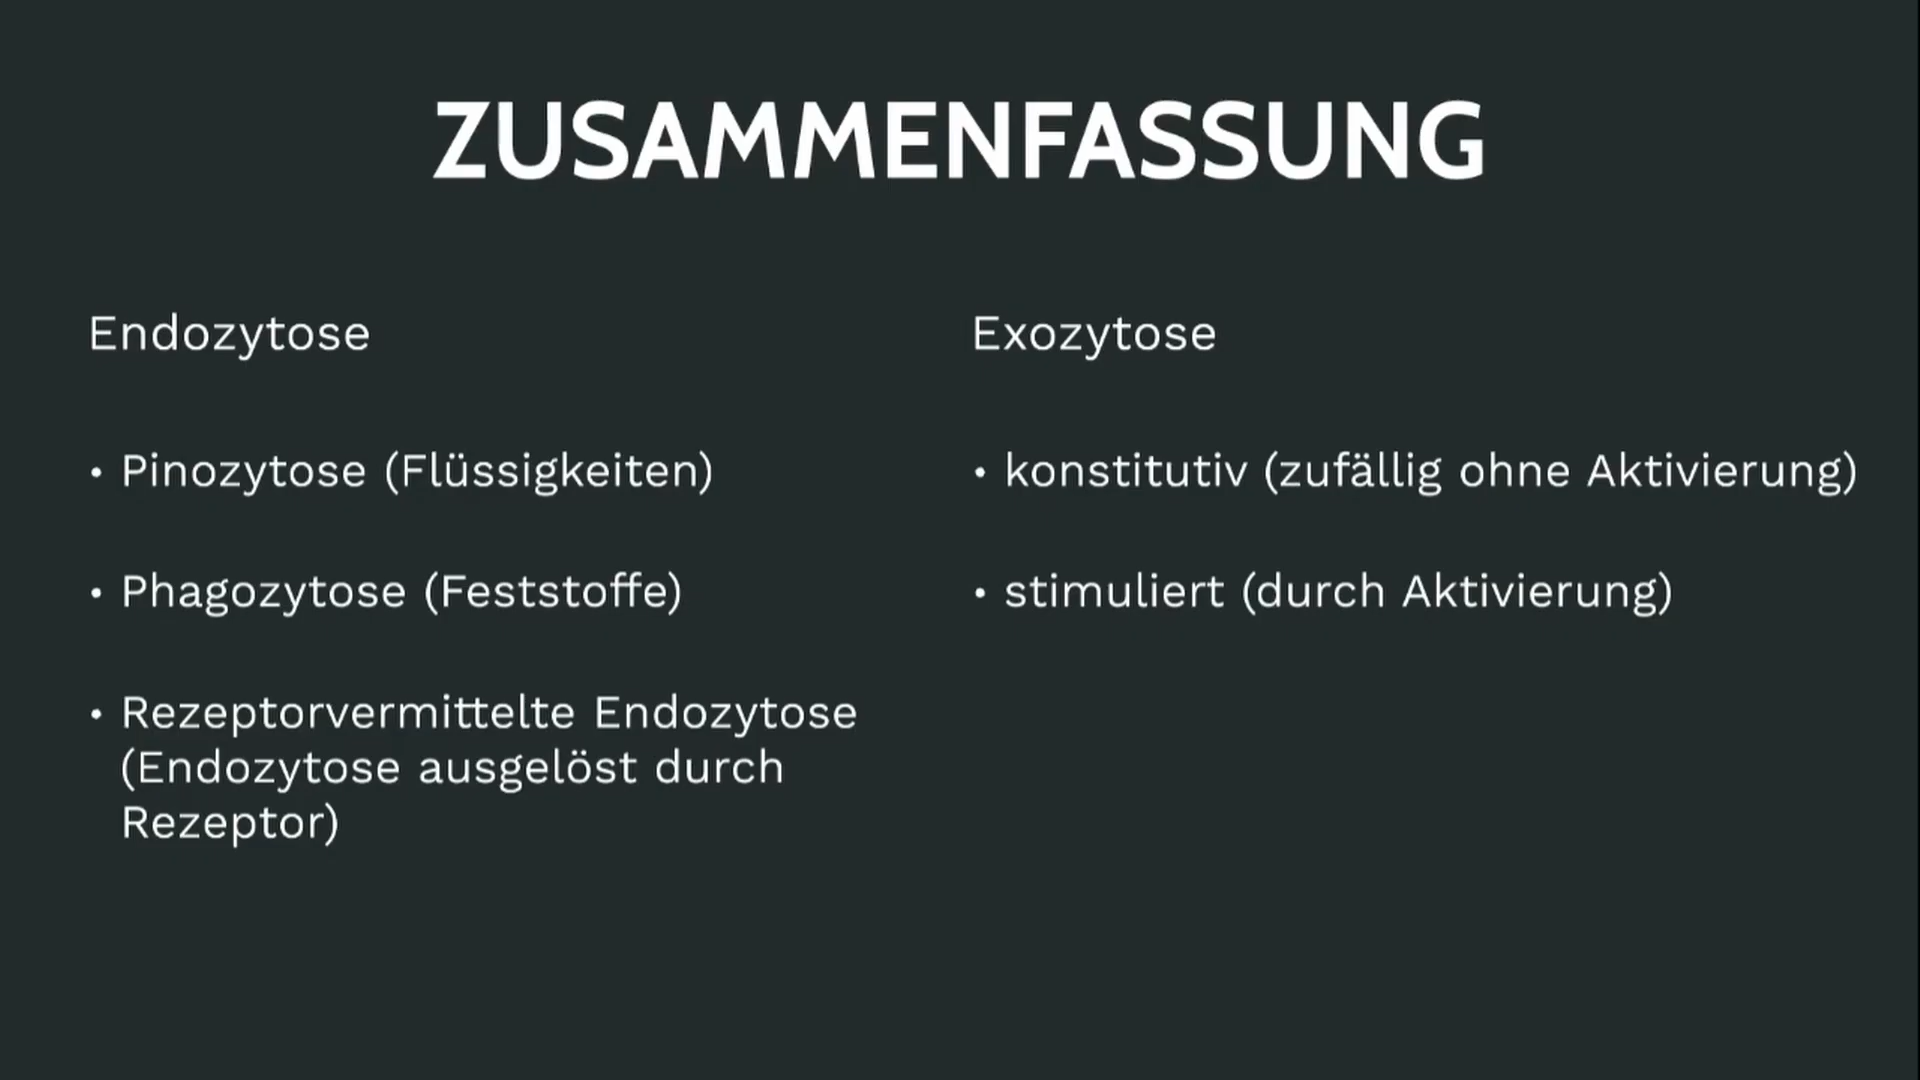 ZUSAMMENFASSUNG
Endozytose
• Pinozytose (Flüssigkeiten)
• Phagozytose (Feststoffe)
• Rezeptorvermittelte Endozytose
(Endozytose ausgelöst durch
Rezeptor)
Exozytose
• konstitutiv (zufällig ohne Aktivierung)
• stimuliert (durch Aktivierung)